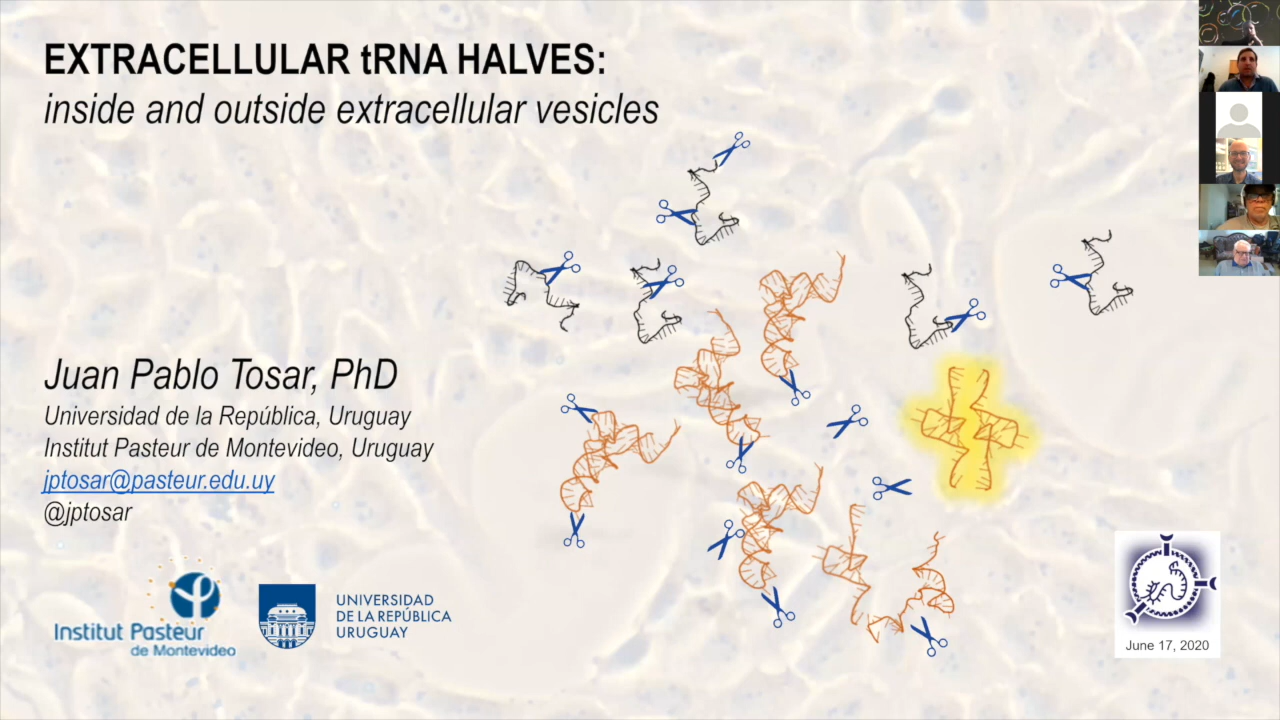 EXTRACELLULAR tRNA HALVES:
inside and outside extracellular vesicles
Juan Pablo Tosar, PhD
Universidad de la República, Uruguay
Institut Pasteur de Montevideo, Uruguay
jptosar@pasteur.edu.uy
@jptosar
Institut Pasteur
de Montevideo
UNIVERSIDAD
DE LA REPÚBLICA
URUGUAY
June 17, 2020